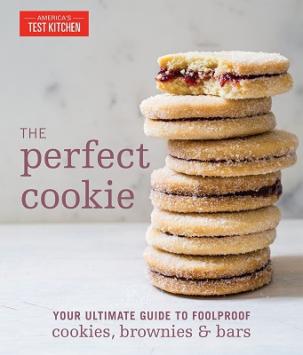 AMERICA'S
TEST KITCHEN
THE
perfect
cookie
YOUR ULTIMATE GUIDE TO FOOLPROOF
cookies, brownies & bars